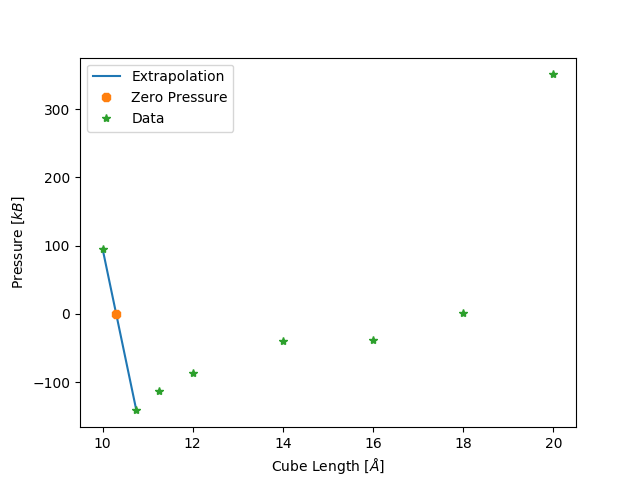 Extrapolation
Zero Pressure
Data
300
200
100
0
−100
Pressure [kB]
10 12 14 16 18 20
Cube Length [Å]